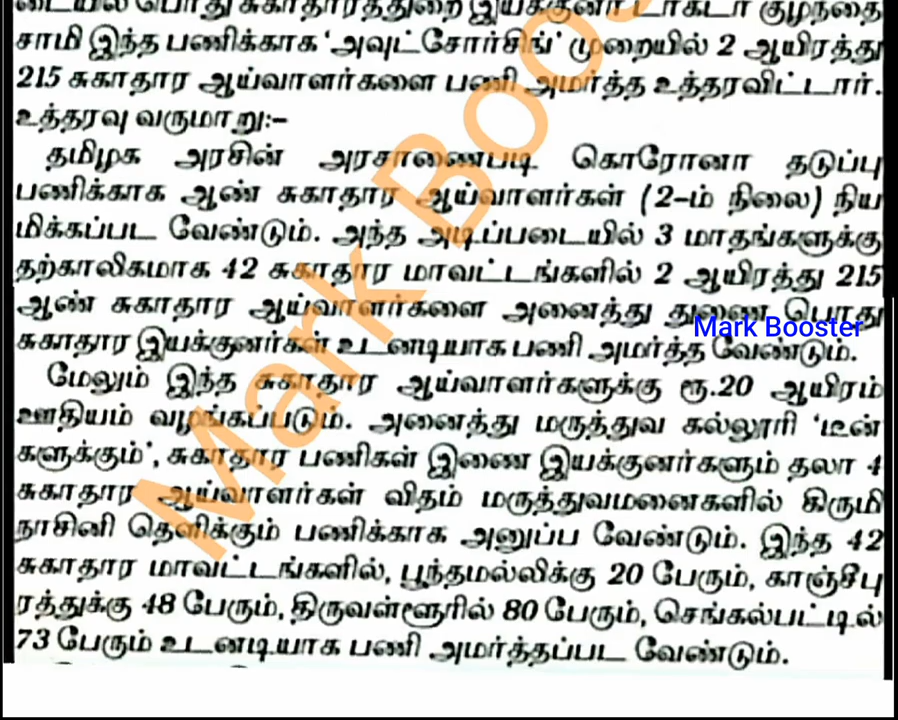 டையில் பொது சுகாதாரத்துறை இயக்குனர் டாக்டர் குழந்தை
சாமி இந்த பணிக்காக ‘அவுட்சோர்சிங்’ முறையில் 2 ஆயிரத்து
215 சுகாதார ஆய்வாளர்களை பணி அமர்த்த உத்தரவிட்டார்.
உத்தரவு வருமாறு:–
தமிழக அரசின் அரசாணைபடி கொரோனா தடுப்பு
பணிக்காக ஆண் சுகாதார ஆய்வாளர்கள் (2–ம் நிலை) நிய
மிக்கப்பட வேண்டும். அந்த அடிப்படையில் 3 மாதங்களுக்கு
தற்காலிகமாக 42 சுகாதார மாவட்டங்களில் 2 ஆயிரத்து 215
ஆண் சுகாதார ஆய்வாளர்களை அனைத்து துணை பொது
Mark Booster
சுகாதார இயக்குனர்கள் உடனடியாக பணி அமர்த்த வேண்டும்.
மேலும் இந்த சுகாதார ஆய்வாளர்களுக்கு ரூ.20 ஆயிரம்
ஊதியம் வழங்கப்படும். அனைத்து மருத்துவ கல்லூரி ‘டீன்
களுக்கும்’, சுகாதார பணிகள் இணை இயக்குனர்களும் தலா 4
சுகாதார ஆய்வாளர்கள் விதம் மருத்துவமனைகளில் கிருமி
நாசினி தெளிக்கும் பணிக்காக அனுப்ப வேண்டும். இந்த 42
சுகாதார மாவட்டங்களில், பூந்தமல்லிக்கு 20 பேரும், காஞ்சீபு
ரத்துக்கு 48 பேரும், திருவள்ளூரில் 80 பேரும், செங்கல்பட்டில்
73 பேரும் உடனடியாக பணி அமர்த்தப்பட வேண்டும்.
Mark Boos